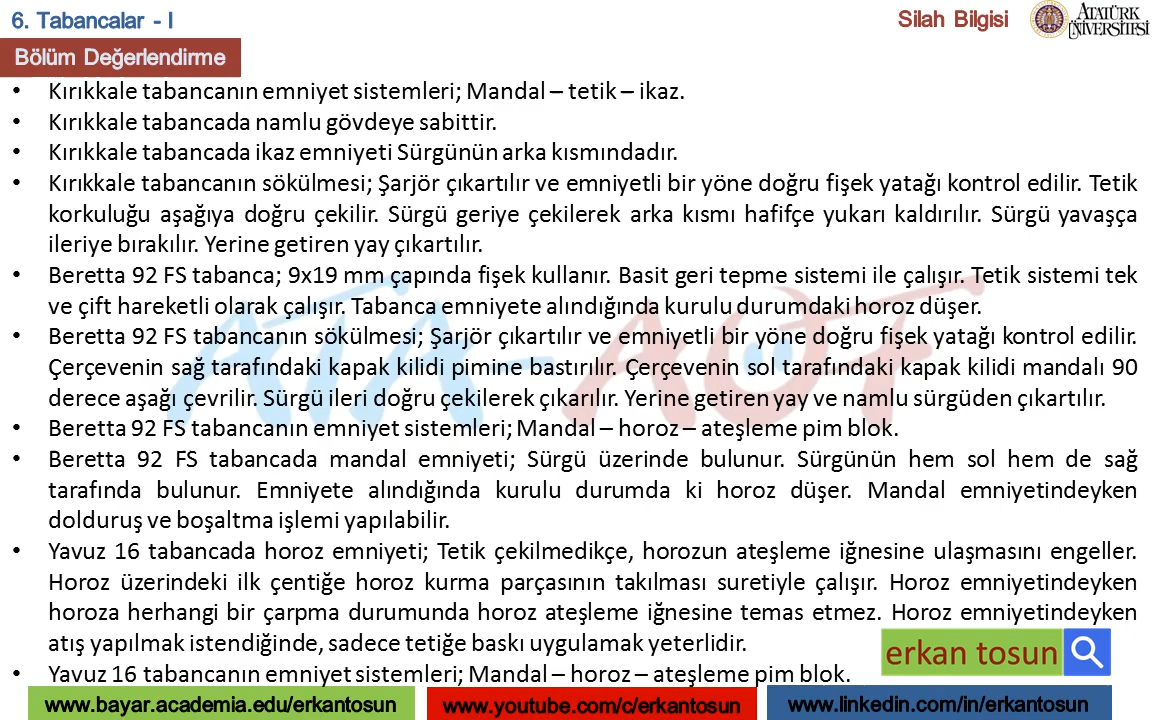 6. Tabancalar - I
Silah Bilgisi
ATATÜRK
ÜNİVERSİTESİ
Bölüm Değerlendirme
• Kırıkkale tabancanın emniyet sistemleri; Mandal – tetik – ikaz.
• Kırıkkale tabancada namlu gövdeye sabittir.
• Kırıkkale tabancada ikaz emniyeti Sürgünün arka kısmındadır.
• Kırıkkale tabancanın sökülmesi; Şarjör çıkartılır ve emniyetli bir yöne doğru fişek yatağı kontrol edilir. Tetik
korkuluğu aşağıya doğru çekilir. Sürgü geriye çekilerek arka kısmı hafifçe yukarı kaldırılır. Sürgü yavaşça
ileriye bırakılır. Yerine getiren yay çıkartılır.
• Beretta 92 FS tabanca; 9x19 mm çapında fişek kullanır. Basit geri tepme sistemi ile çalışır. Tetik sistemi tek
ve çift hareketli olarak çalışır. Tabanca emniyete alındığında kurulu durumdaki horoz düşer.
• Beretta 92 FS tabancanın sökülmesi; Şarjör çıkartılır ve emniyetli bir yöne doğru fişek yatağı kontrol edilir.
Çerçevenin sağ tarafındaki kapak kilidi pimine bastırılır. Çerçevenin sol tarafındaki kapak kilidi mandalı 90
derece aşağı çevrilir. Sürgü ileri doğru çekilerek çıkarılır. Yerine getiren yay ve namlu sürgüden çıkartılır.
• Beretta 92 FS tabancanın emniyet sistemleri; Mandal – horoz – ateşleme pim blok.
• Beretta 92 FS tabancada mandal emniyeti; Sürgü üzerinde bulunur. Sürgünün hem sol hem de sağ
tarafında bulunur. Emniyete alındığında kurulu durumda ki horoz düşer. Mandal emniyetindeyken
dolduruş ve boşaltma işlemi yapılabilir.
• Yavuz 16 tabancada horoz emniyeti; Tetik çekilmedikçe, horozun ateşleme iğnesine ulaşmasını engeller.
Horoz üzerindeki ilk çentiğe horoz kurma parçasının takılması suretiyle çalışır. Horoz emniyetindeyken
horoza herhangi bir çarpma durumunda horoz ateşleme iğnesine temas etmez. Horoz emniyetindeyken
atış yapılmak istendiğinde, sadece tetiğe baskı uygulamak yeterlidir.
• Yavuz 16 tabancanın emniyet sistemleri; Mandal – horoz – ateşleme pim blok.
ATA-AÖF
erkan tosun
www.bayar.academia.edu/erkantosun
www.youtube.com/c/erkantosun
www.linkedin.com/in/erkantosun